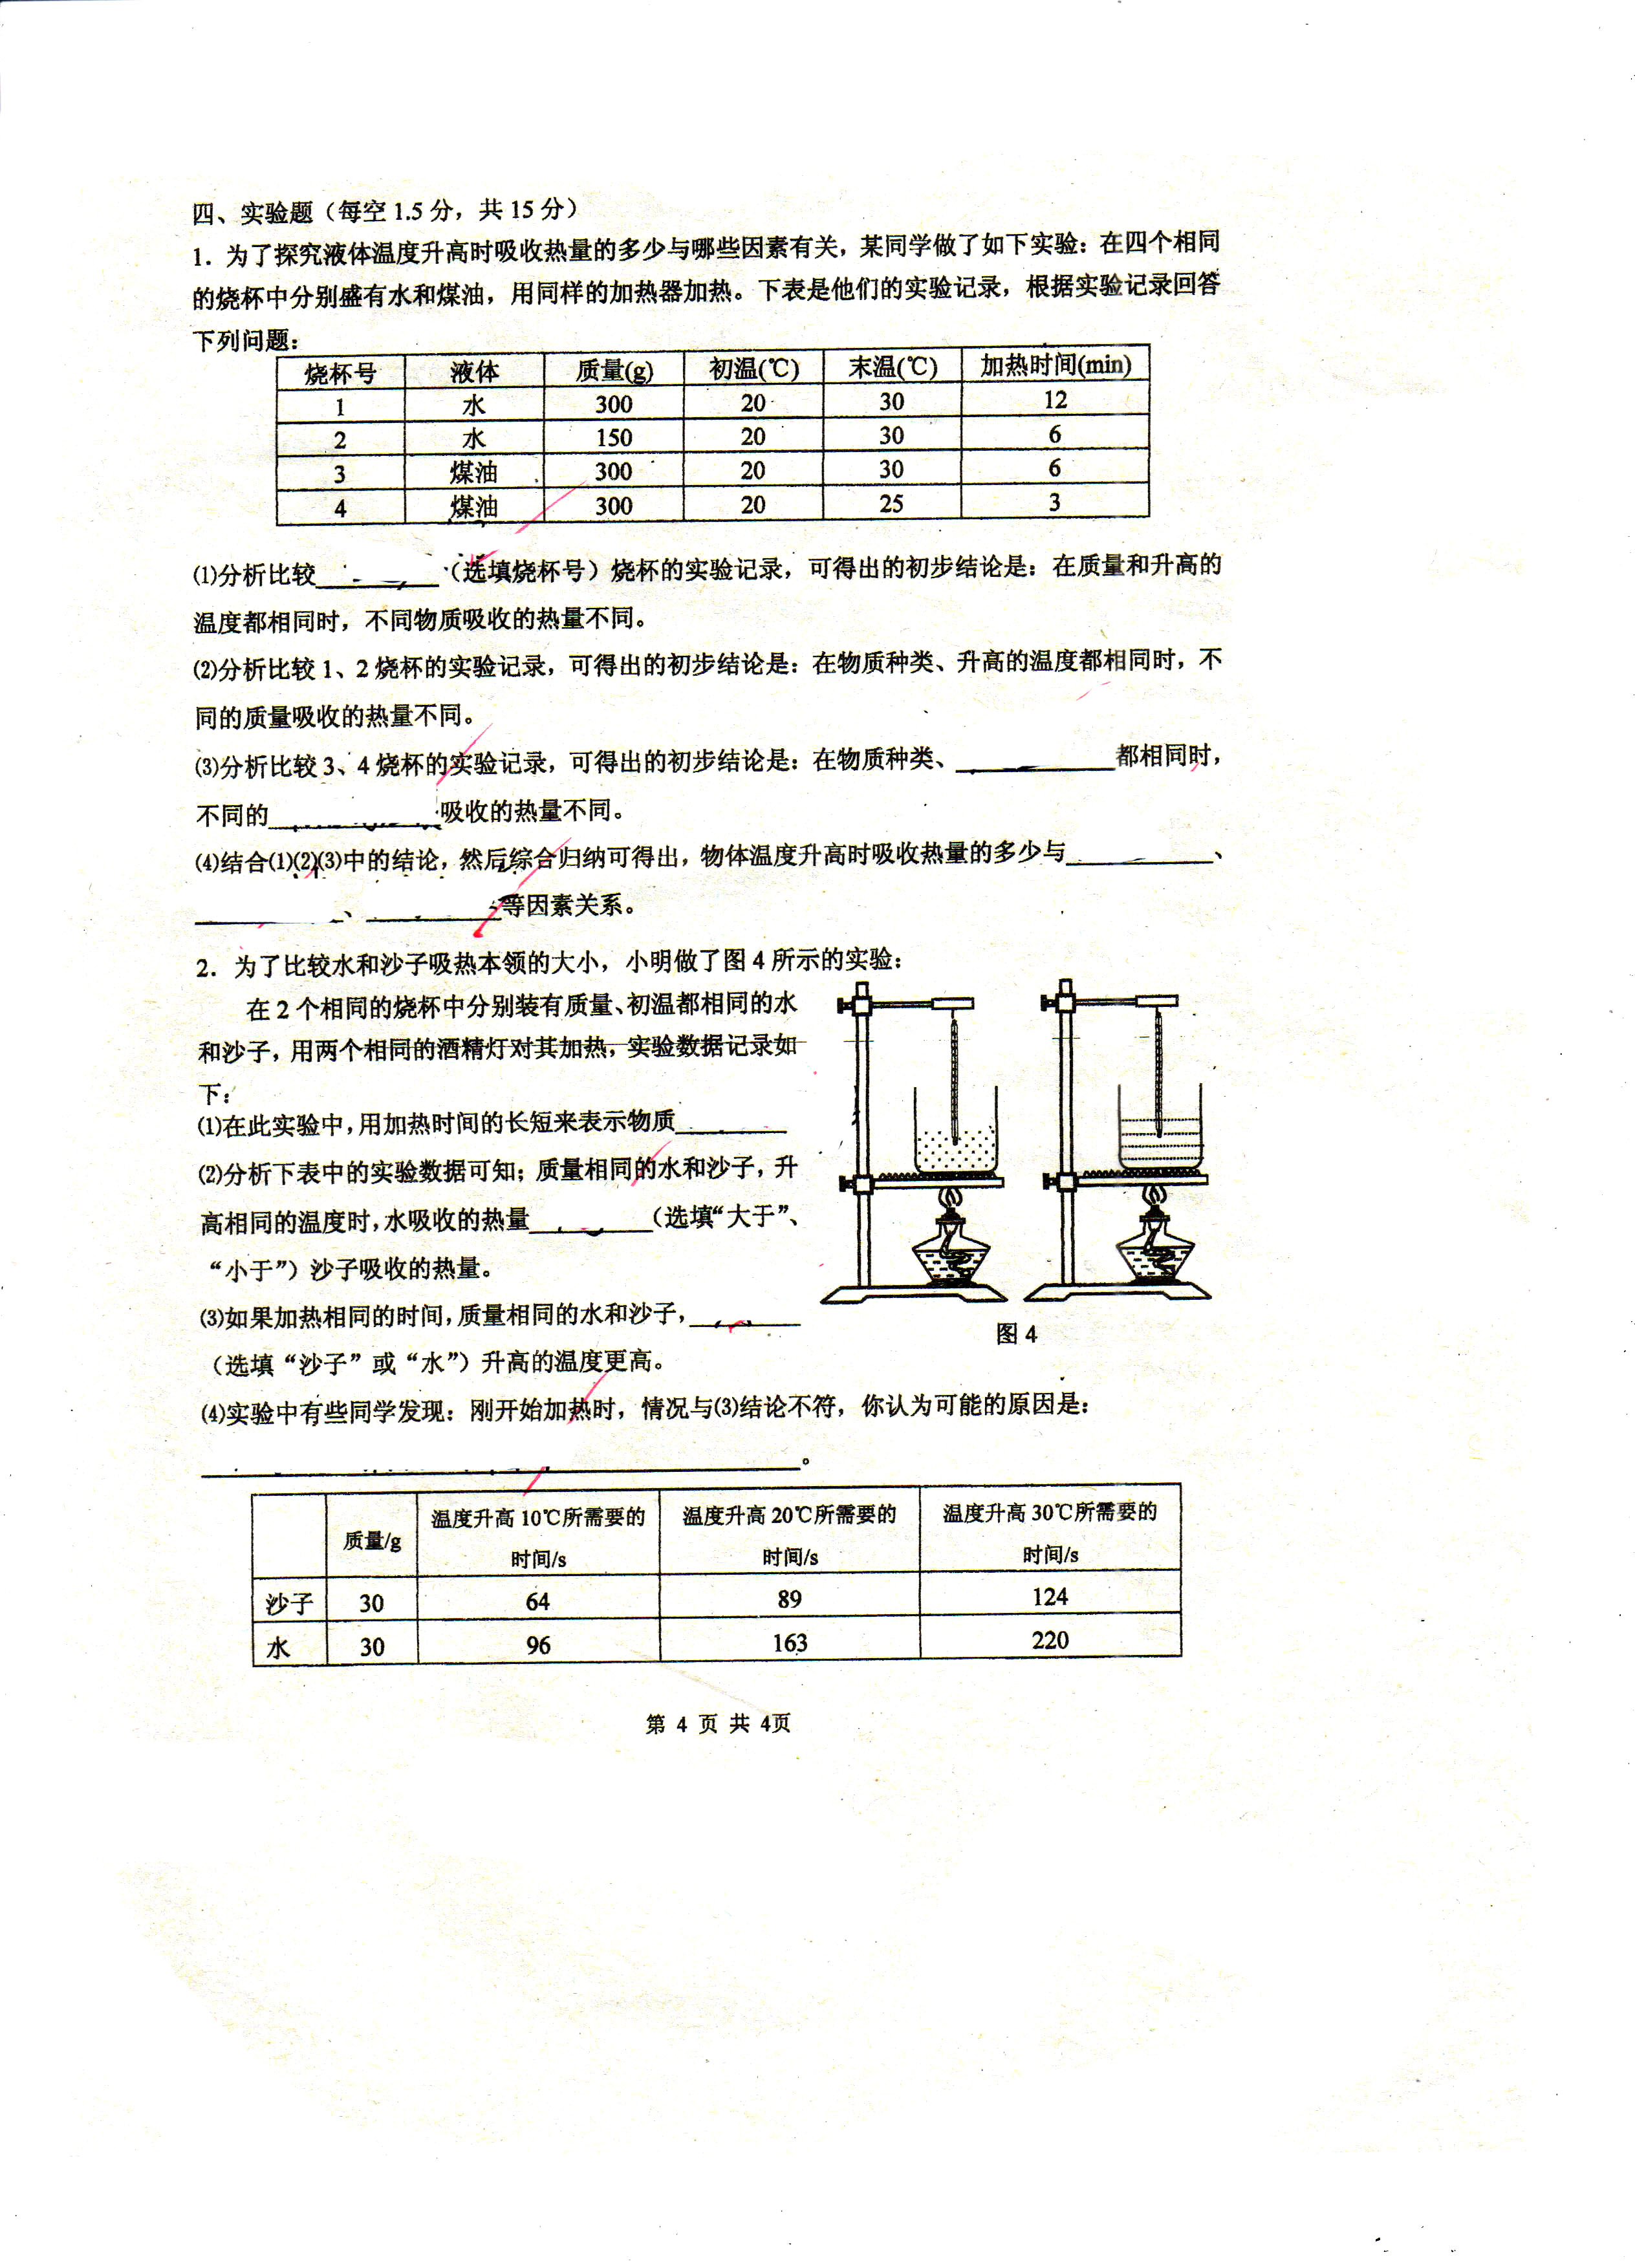 四、实验题（每空 1.5 分，共 15 分）
1．为了探究液体温度升高时吸收热量的多少与哪些因素有关，某同学做了如下实验：在四个相同
的烧杯中分别盛有水和煤油，用同样的加热器加热。下表是他们的实验记录，根据实验记录回答
下列问题：
烧杯号 液体 质量(g) 初温(℃) 末温(℃) 加热时间(min)
1 水 300 20 30 12
2 水 150 20 30 6
3 煤油 300 20 30 6
4 煤油 300 20 25 3
⑴分析比较________（选填烧杯号）烧杯的实验记录，可得出的初步结论是：在质量和升高的
温度都相同时，不同物质吸收的热量不同。
⑵分析比较 1、2 烧杯的实验记录，可得出的初步结论是：在物质种类、升高的温度都相同时，不
同的质量吸收的热量不同。
⑶分析比较 3、4 烧杯的实验记录，可得出的初步结论是：在物质种类、________都相同时，
不同的________吸收的热量不同。
⑷结合⑴⑵⑶中的结论，然后综合归纳可得出，物体温度升高时吸收热量的多少与________、
________、________等因素关系。
2．为了比较水和沙子吸热本领的大小，小明做了图 4 所示的实验：
在 2 个相同的烧杯中分别装有质量、初温都相同的水
和沙子，用两个相同的酒精灯对其加热，实验数据记录如
下：
⑴在此实验中，用加热时间的长短来表示物质________
⑵分析下表中的实验数据可知；质量相同的水和沙子，升
高相同的温度时，水吸收的热量________（选填“大于”、
“小于”）沙子吸收的热量。
⑶如果加热相同的时间，质量相同的水和沙子，________
（选填“沙子”或“水”）升高的温度更高。
图 4
⑷实验中有些同学发现：刚开始加热时，情况与⑶结论不符，你认为可能的原因是：
________。
质量/g 温度升高 10℃所需要的时间/s 温度升高 20℃所需要的时间/s 温度升高 30℃所需要的时间/s
沙子 30 64 89 124
水 30 96 163 220
第 4 页 共 4页